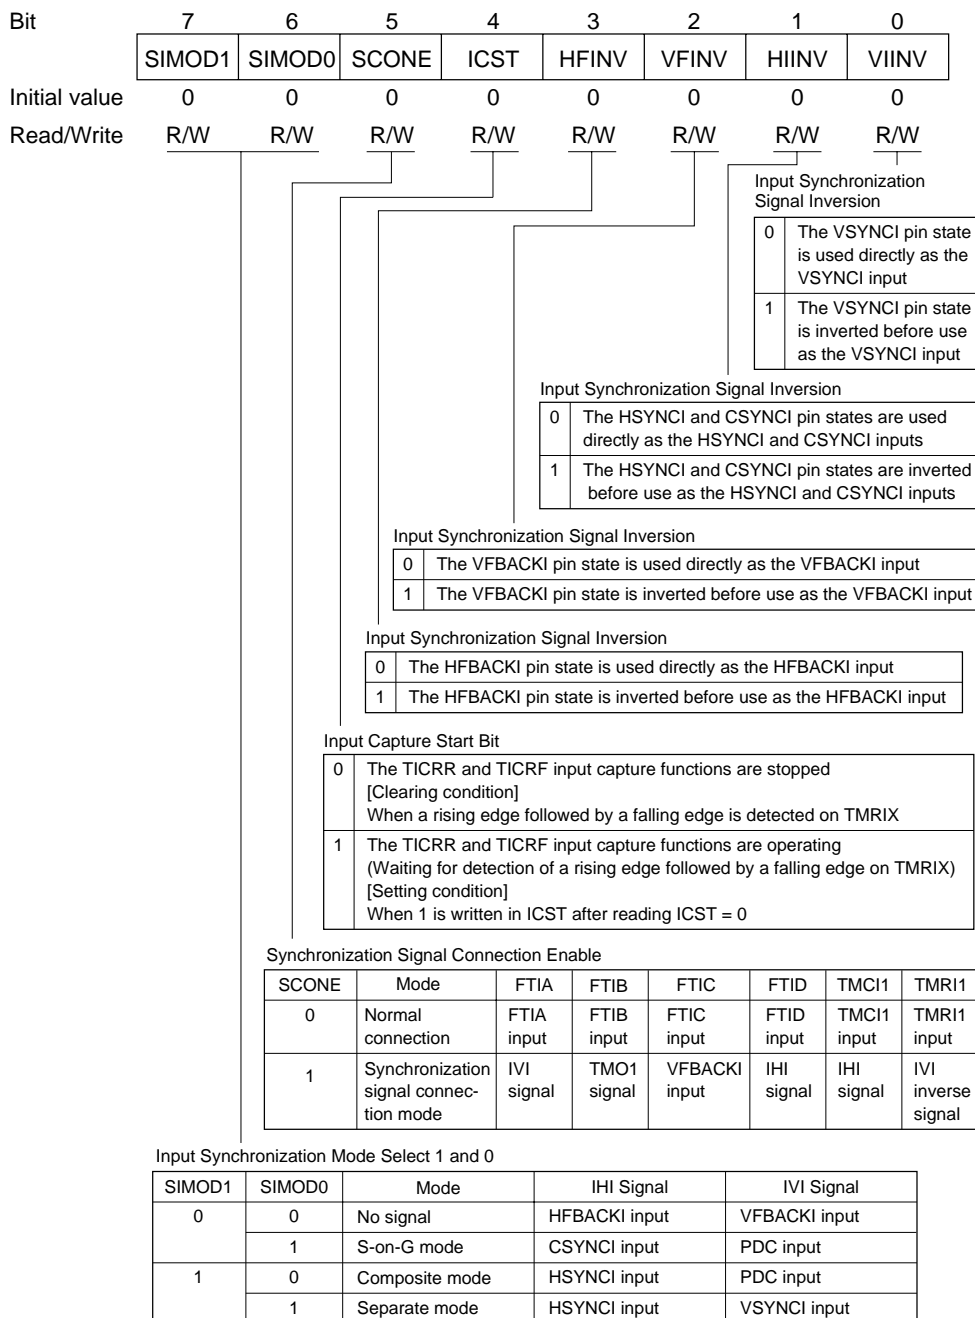 Bit 7 6 5 4 3 2 1 0
SIMOD1 SIMOD0 SCONE ICST HFINV VFINV HIINV VIINV
Initial value 0 0 0 0 0 0 0 0
Read/Write R/W R/W R/W R/W R/W R/W R/W R/W
Input Synchronization
Signal Inversion
0 The VSYNCI pin state
is used directly as the
VSYNCI input
1 The VSYNCI pin state
is inverted before use
as the VSYNCI input
Input Synchronization Signal Inversion
0 The HSYNCI and CSYNCI pin states are used
directly as the HSYNCI and CSYNCI inputs
1 The HSYNCI and CSYNCI pin states are inverted
before use as the HSYNCI and CSYNCI inputs
Input Synchronization Signal Inversion
0 The VFBACKI pin state is used directly as the VFBACKI input
1 The VFBACKI pin state is inverted before use as the VFBACKI input
Input Synchronization Signal Inversion
0 The HFBACKI pin state is used directly as the HFBACKI input
1 The HFBACKI pin state is inverted before use as the HFBACKI input
Input Capture Start Bit
0 The TICRR and TICRF input capture functions are stopped
[Clearing condition]
When a rising edge followed by a falling edge is detected on TMRIX
1 The TICRR and TICRF input capture functions are operating
(Waiting for detection of a rising edge followed by a falling edge on TMRIX)
[Setting condition]
When 1 is written in ICST after reading ICST = 0
Synchronization Signal Connection Enable
SCONE Mode FTIA FTIB FTIC FTID TMCI1 TMRI1
0 Normal FTIA FTIB FTIC FTID TMCI1 TMRI1
connection input input input input input input
1 Synchronization IVI TMO1 VFBACKI IHI IHI IVI
signal connec- signal signal input signal signal inverse
tion mode signal
Input Synchronization Mode Select 1 and 0
SIMOD1 SIMOD0 Mode IHI Signal IVI Signal
0 0 No signal HFBACKI input VFBACKI input
1 S-on-G mode CSYNCI input PDC input
1 0 Composite mode HSYNCI input PDC input
1 Separate mode HSYNCI input VSYNCI input